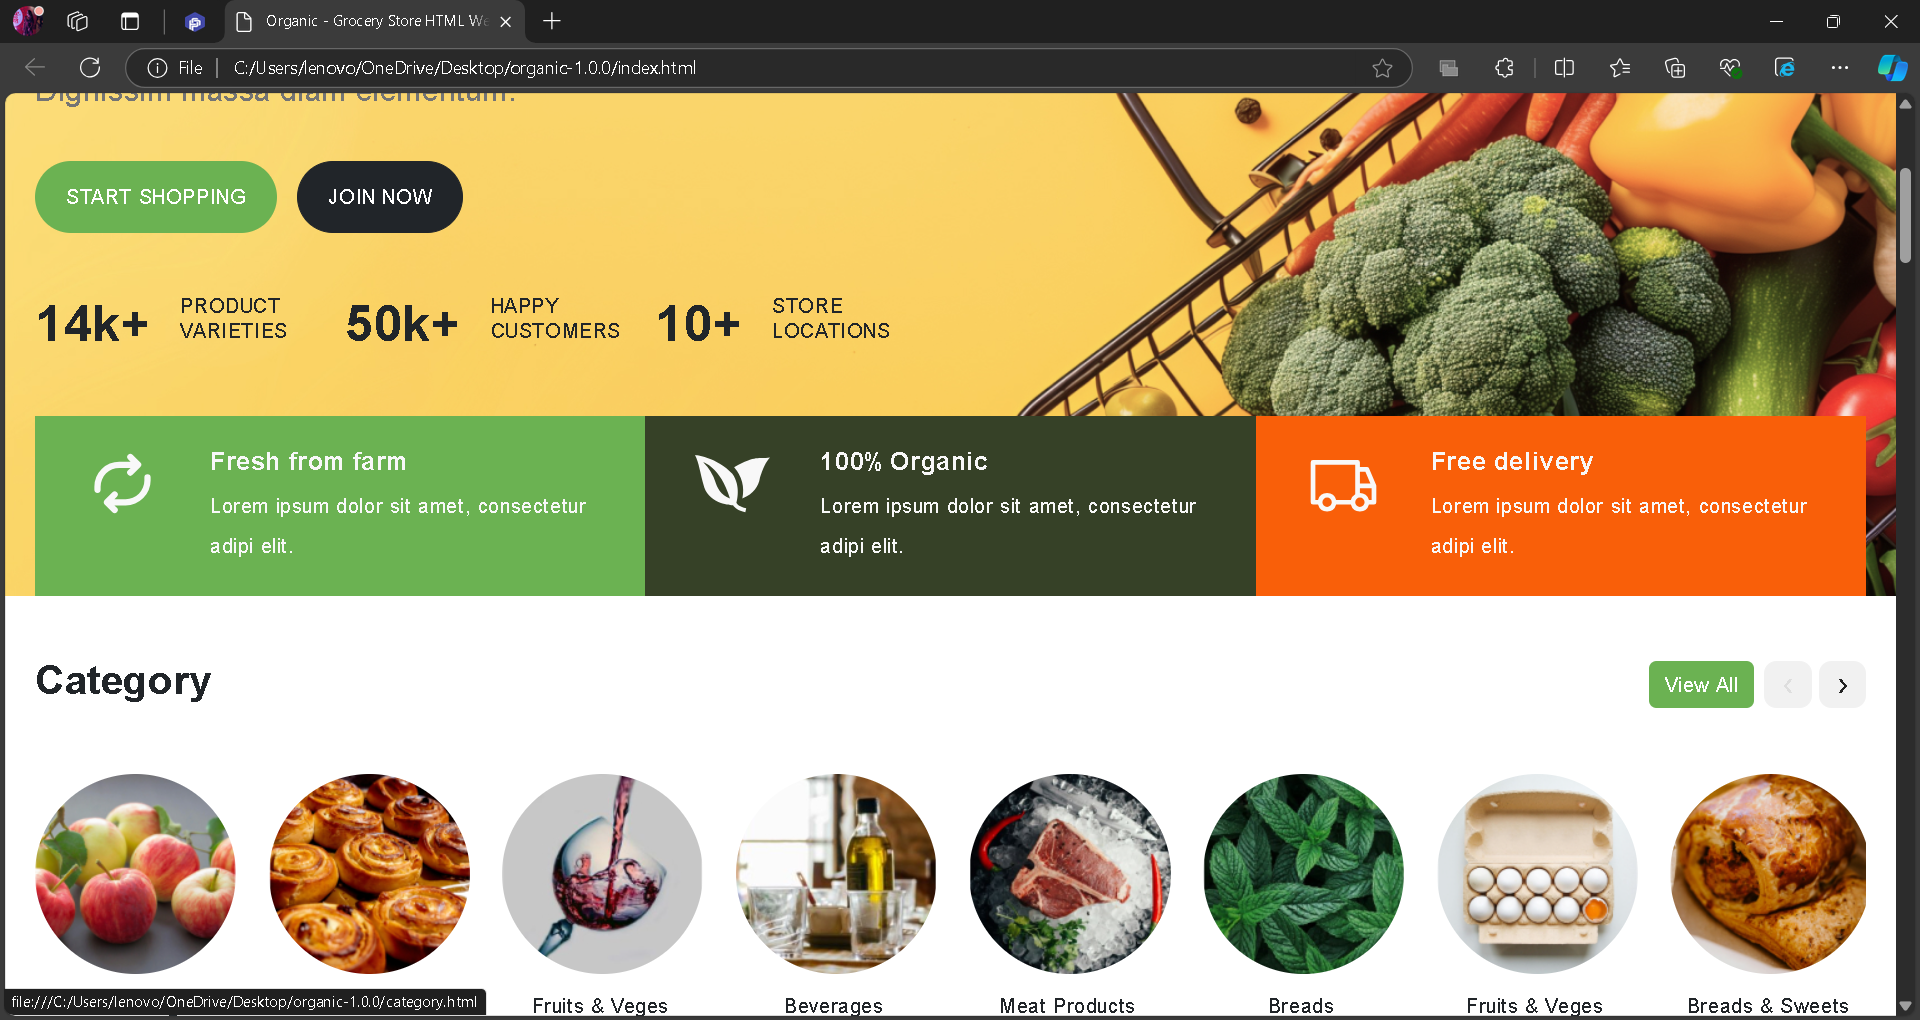 Organic - Grocery Store HTML We
File
C:/Users/lenovo/OneDrive/Desktop/organic-1.0.0/index.html
Dignissim massa diam elementum.
START SHOPPING
JOIN NOW
14k+
PRODUCT
VARIETIES
50k+
HAPPY
CUSTOMERS
10+
STORE
LOCATIONS
Fresh from farm
Lorem ipsum dolor sit amet, consectetur
adipi elit.
100% Organic
Lorem ipsum dolor sit amet, consectetur
adipi elit.
Free delivery
Lorem ipsum dolor sit amet, consectetur
adipi elit.
Category
View All
Fruits & Veges
Beverages
Meat Products
Breads
Fruits & Veges
Breads & Sweets
file:///C:/Users/lenovo/OneDrive/Desktop/organic-1.0.0/category.html